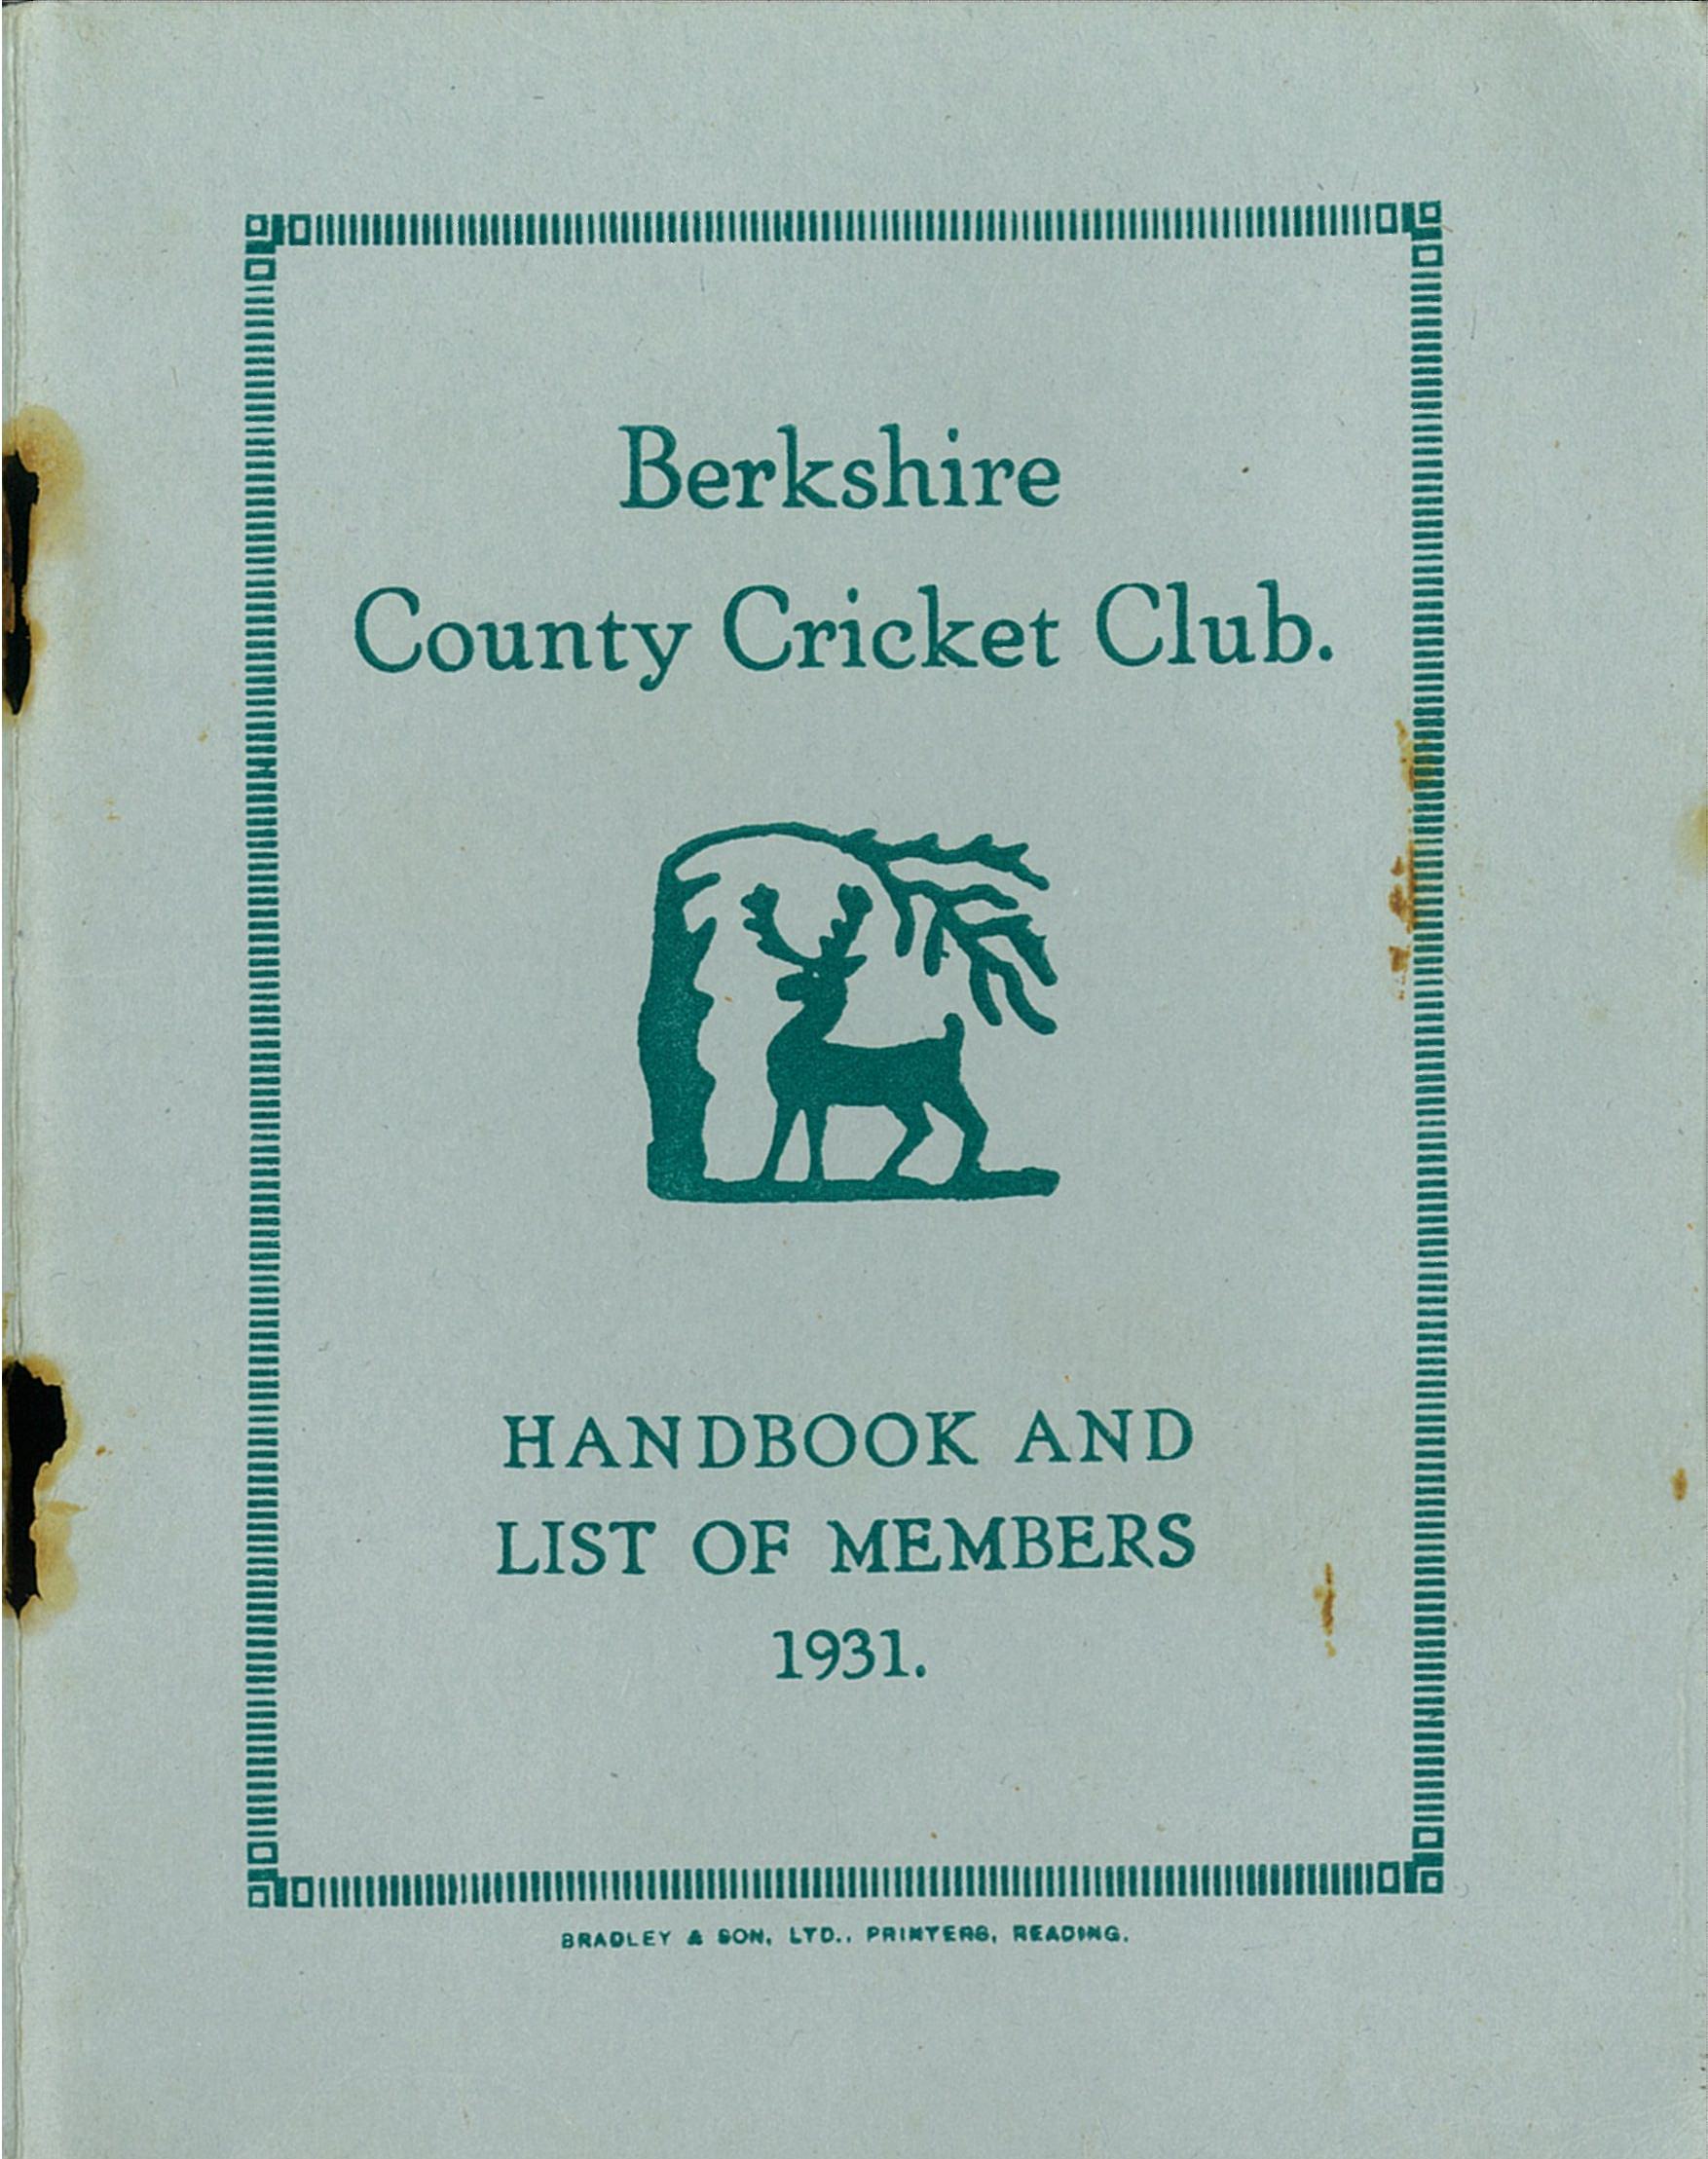 Berkshire
County Cricket Club.
HANDBOOK AND
LIST OF MEMBERS
1931.
BRADLEY & SON, LTD., PRINTERS, READING.